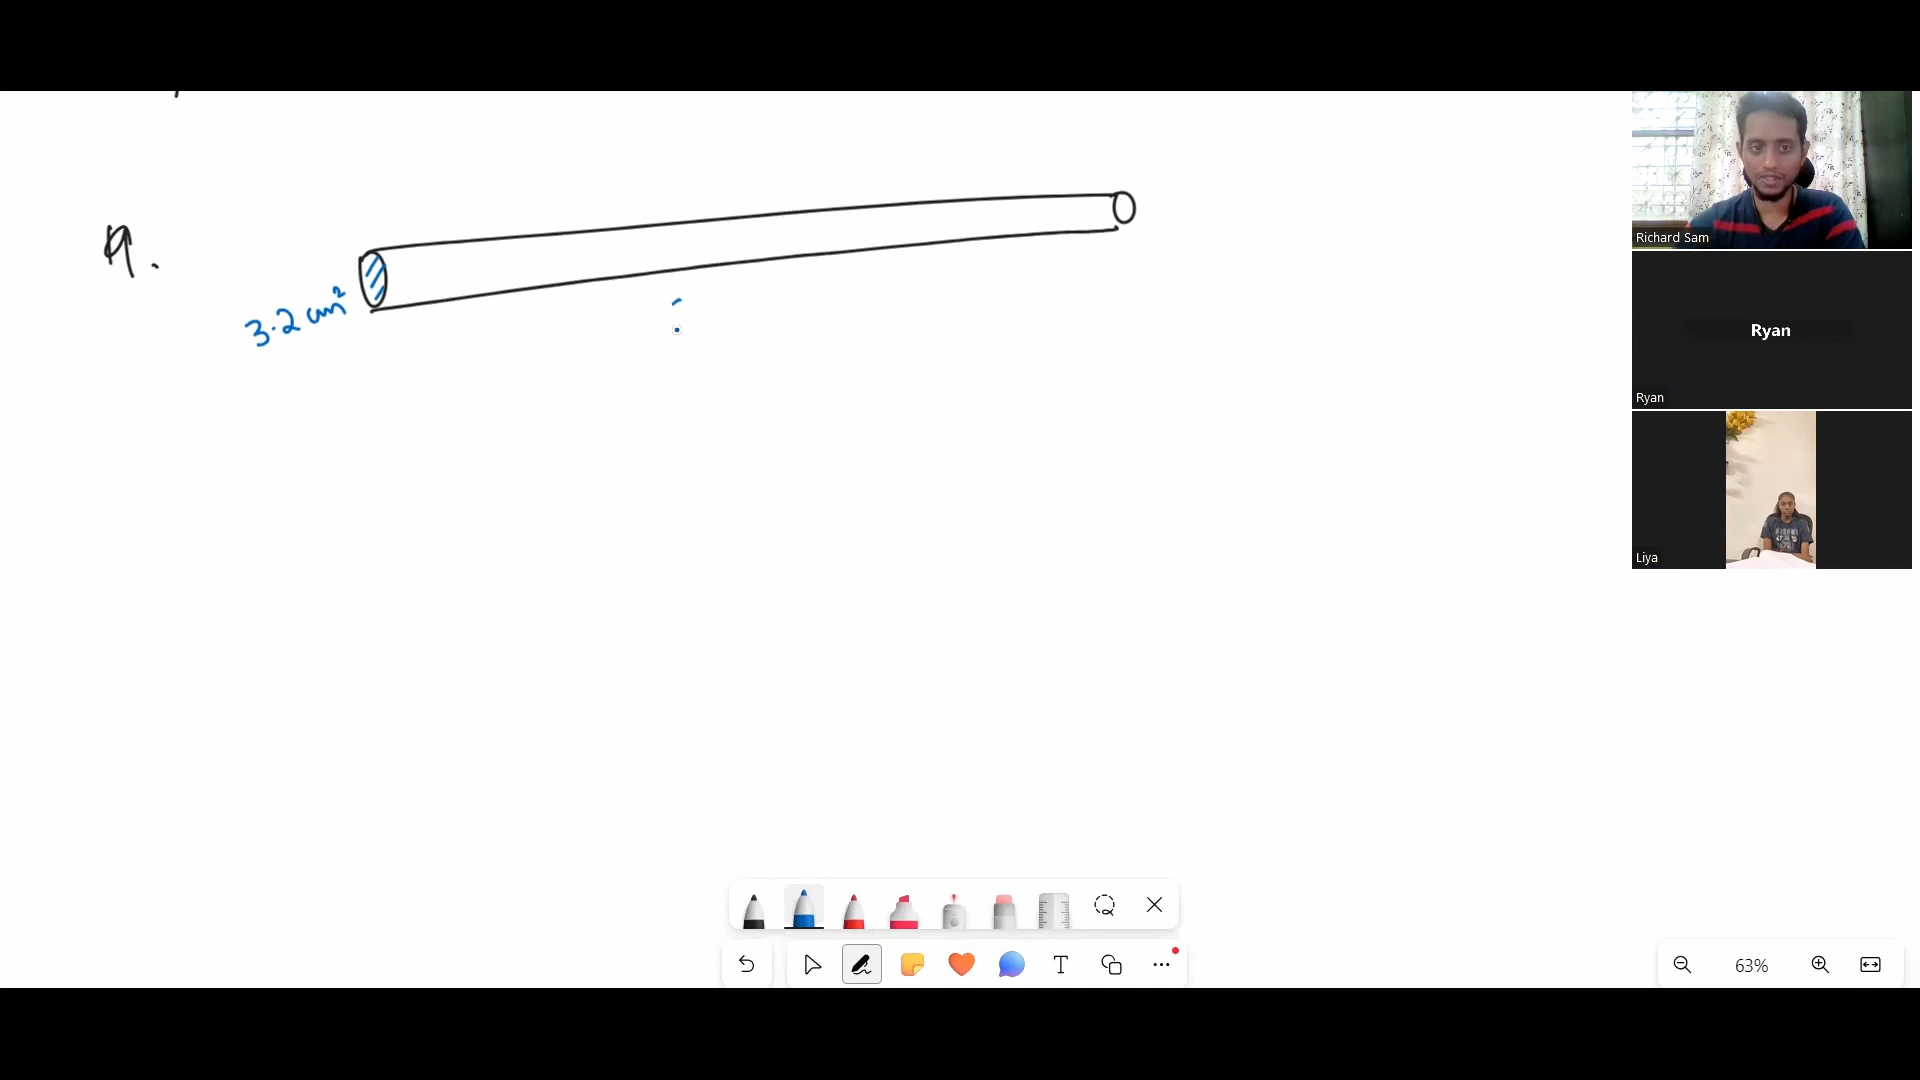 9.
3.2 cm²
Richard Sam
Ryan
Ryan
Liya
T
63%